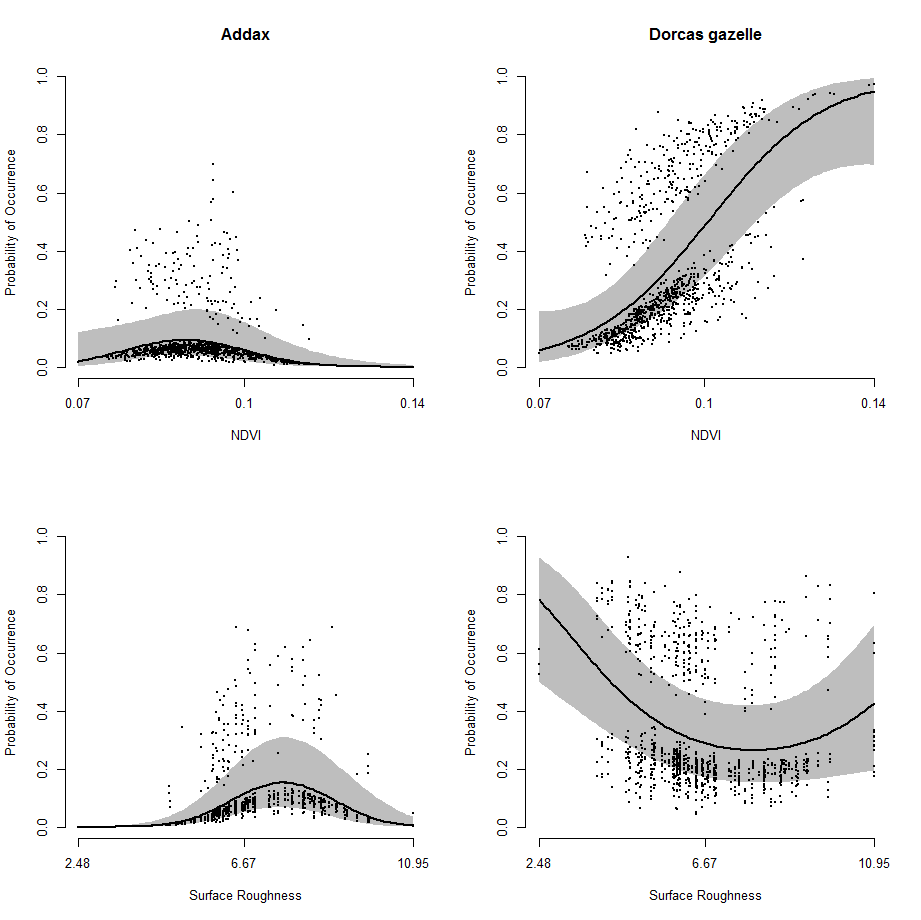 Addax
Dorcas gazelle
Probability of Occurrence
0.0 0.2 0.4 0.6 0.8 1.0
0.07 0.1 0.14
NDVI
Probability of Occurrence
0.0 0.2 0.4 0.6 0.8 1.0
0.07 0.1 0.14
NDVI
Probability of Occurrence
0.0 0.2 0.4 0.6 0.8 1.0
2.48 6.67 10.95
Surface Roughness
Probability of Occurrence
0.0 0.2 0.4 0.6 0.8 1.0
2.48 6.67 10.95
Surface Roughness